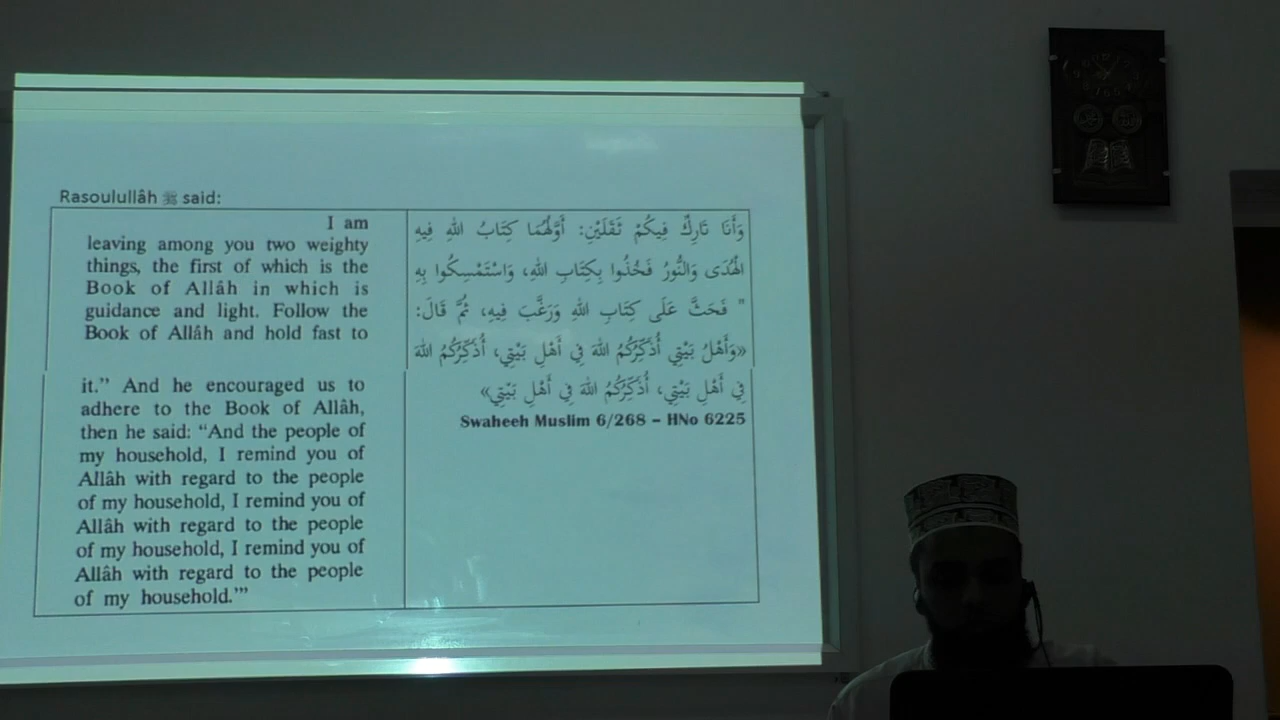 Rasoulullâh ﷺ said:
I am
leaving among you two weighty
things, the first of which is the
Book of Allâh in which is
guidance and light. Follow the
Book of Allâh and hold fast to
it.” And he encouraged us to
adhere to the Book of Allâh,
then he said: “And the people of
my household, I remind you of
Allâh with regard to the people
of my household, I remind you of
Allâh with regard to the people
of my household, I remind you of
Allâh with regard to the people
of my household.’”
وَأَنَا تَارِكٌ فِيكُمْ ثَقَلَيْنِ: أَوَّلُهُمَا كِتَابُ اللهِ فِيهِ
الْهُدَى وَالنُّورُ فَخُذُوا بِكِتَابِ اللهِ، وَاسْتَمْسِكُوا بِهِ
" فَحَثَّ عَلَى كِتَابِ اللهِ وَرَغَّبَ فِيهِ، ثُمَّ قَالَ:
«وَأَهْلُ بَيْتِي أُذَكِّرُكُمُ اللهَ فِي أَهْلِ بَيْتِي، أُذَكِّرُكُمُ اللهَ
فِي أَهْلِ بَيْتِي، أُذَكِّرُكُمُ اللهَ فِي أَهْلِ بَيْتِي»
Swaheeh Muslim 6/268 – HNo 6225